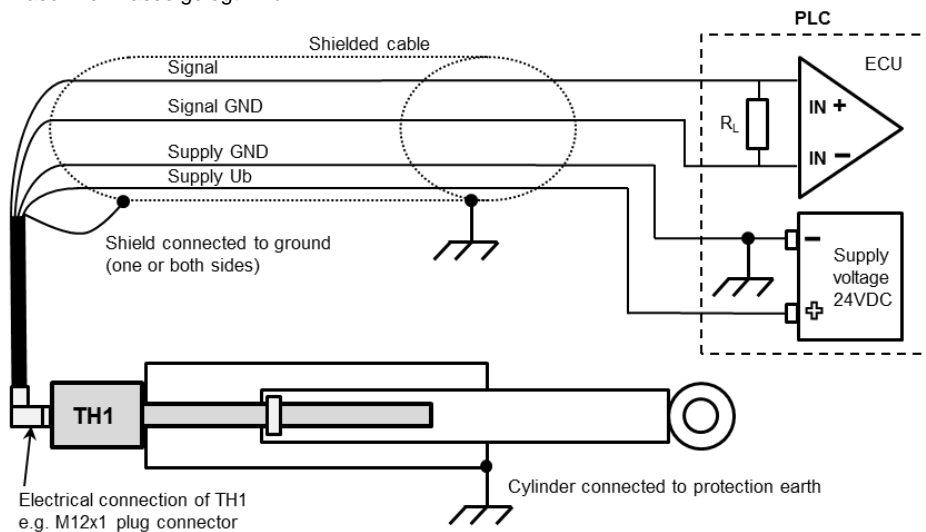 PLC
Shielded cable
ECU
Signal
IN +
Signal GND
RL
IN −
Supply GND
Supply Ub
Shield connected to ground
(one or both sides)
−
Supply
voltage
24VDC
+
TH1
Cylinder connected to protection earth
Electrical connection of TH1
e.g. M12x1 plug connector